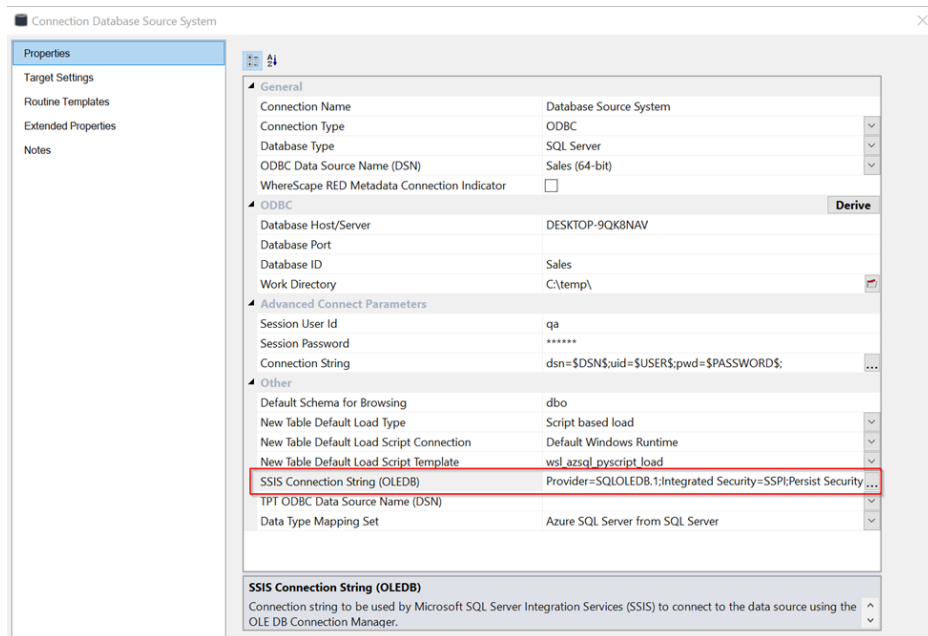 Connection Database Source System
Properties
Target Settings
Routine Templates
Extended Properties
Notes
General
Connection Name Database Source System
Connection Type ODBC
Database Type SQL Server
ODBC Data Source Name (DSN) Sales (64-bit)
WhereScape RED Metadata Connection Indicator
ODBC Derive
Database Host/Server DESKTOP-9QK8NAV
Database Port
Database ID Sales
Work Directory C:\temp\
Advanced Connect Parameters
Session User Id qa
Session Password ******
Connection String dsn=$DSN$;uid=$USER$;pwd=$PASSWORD$; ...
Other
Default Schema for Browsing dbo
New Table Default Load Type Script based load
New Table Default Load Script Connection Default Windows Runtime
New Table Default Load Script Template wsl_azsql_pyscript_load
SSIS Connection String (OLEDB) Provider=SQLOLEDB.1;Integrated Security=SSPI;Persist Security ...
TPT ODBC Data Source Name (DSN)
Data Type Mapping Set Azure SQL Server from SQL Server
SSIS Connection String (OLEDB)
Connection string to be used by Microsoft SQL Server Integration Services (SSIS) to connect to the data source using the
OLE DB Connection Manager.